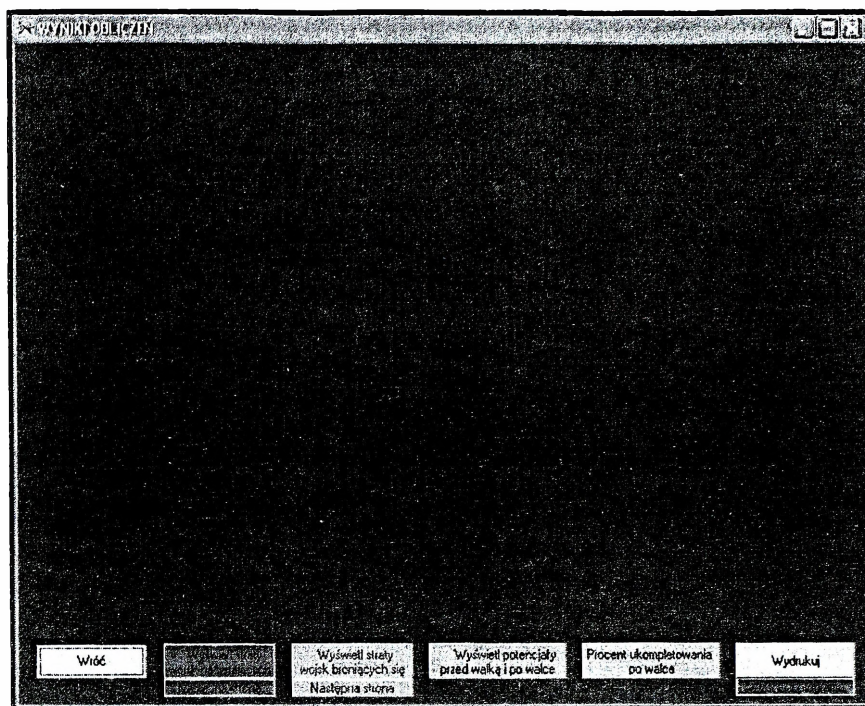 WYNIKI OBLICZEŃ
Wróć
Wyświetl straty
wojsk broniących się
Następna strona
Wyświetl potencjały
przed walką i po walce
Procent ukompletowania
po walce
Wydrukuj